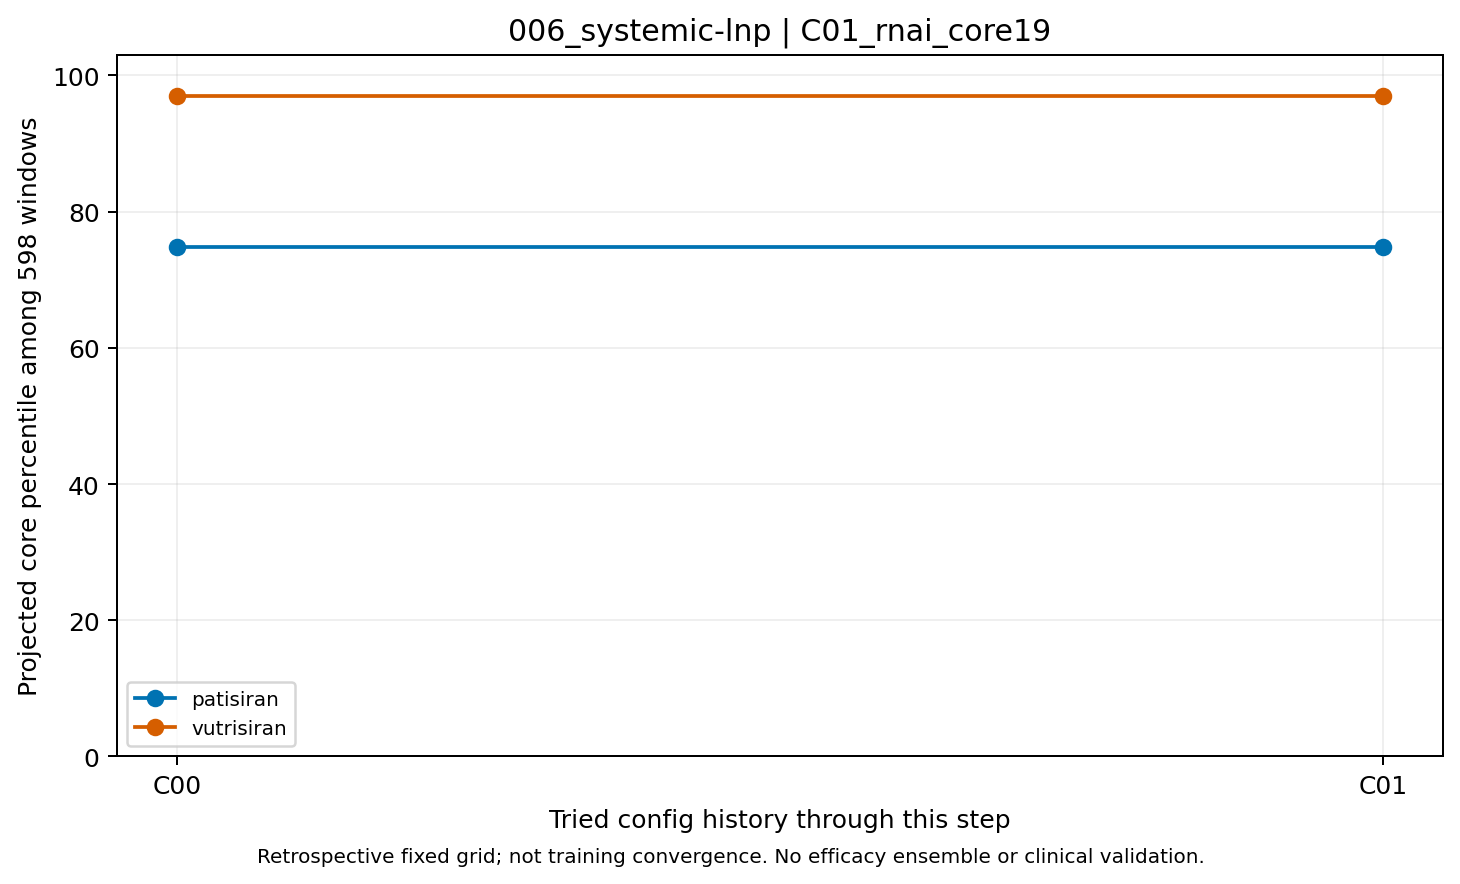 006_systemic-lnp | C01_rnai_core19
Projected core percentile among 598 windows
100
80
60
40
20
0
patisiran
vutrisiran
C00
C01
Tried config history through this step
Retrospective fixed grid; not training convergence. No efficacy ensemble or clinical validation.